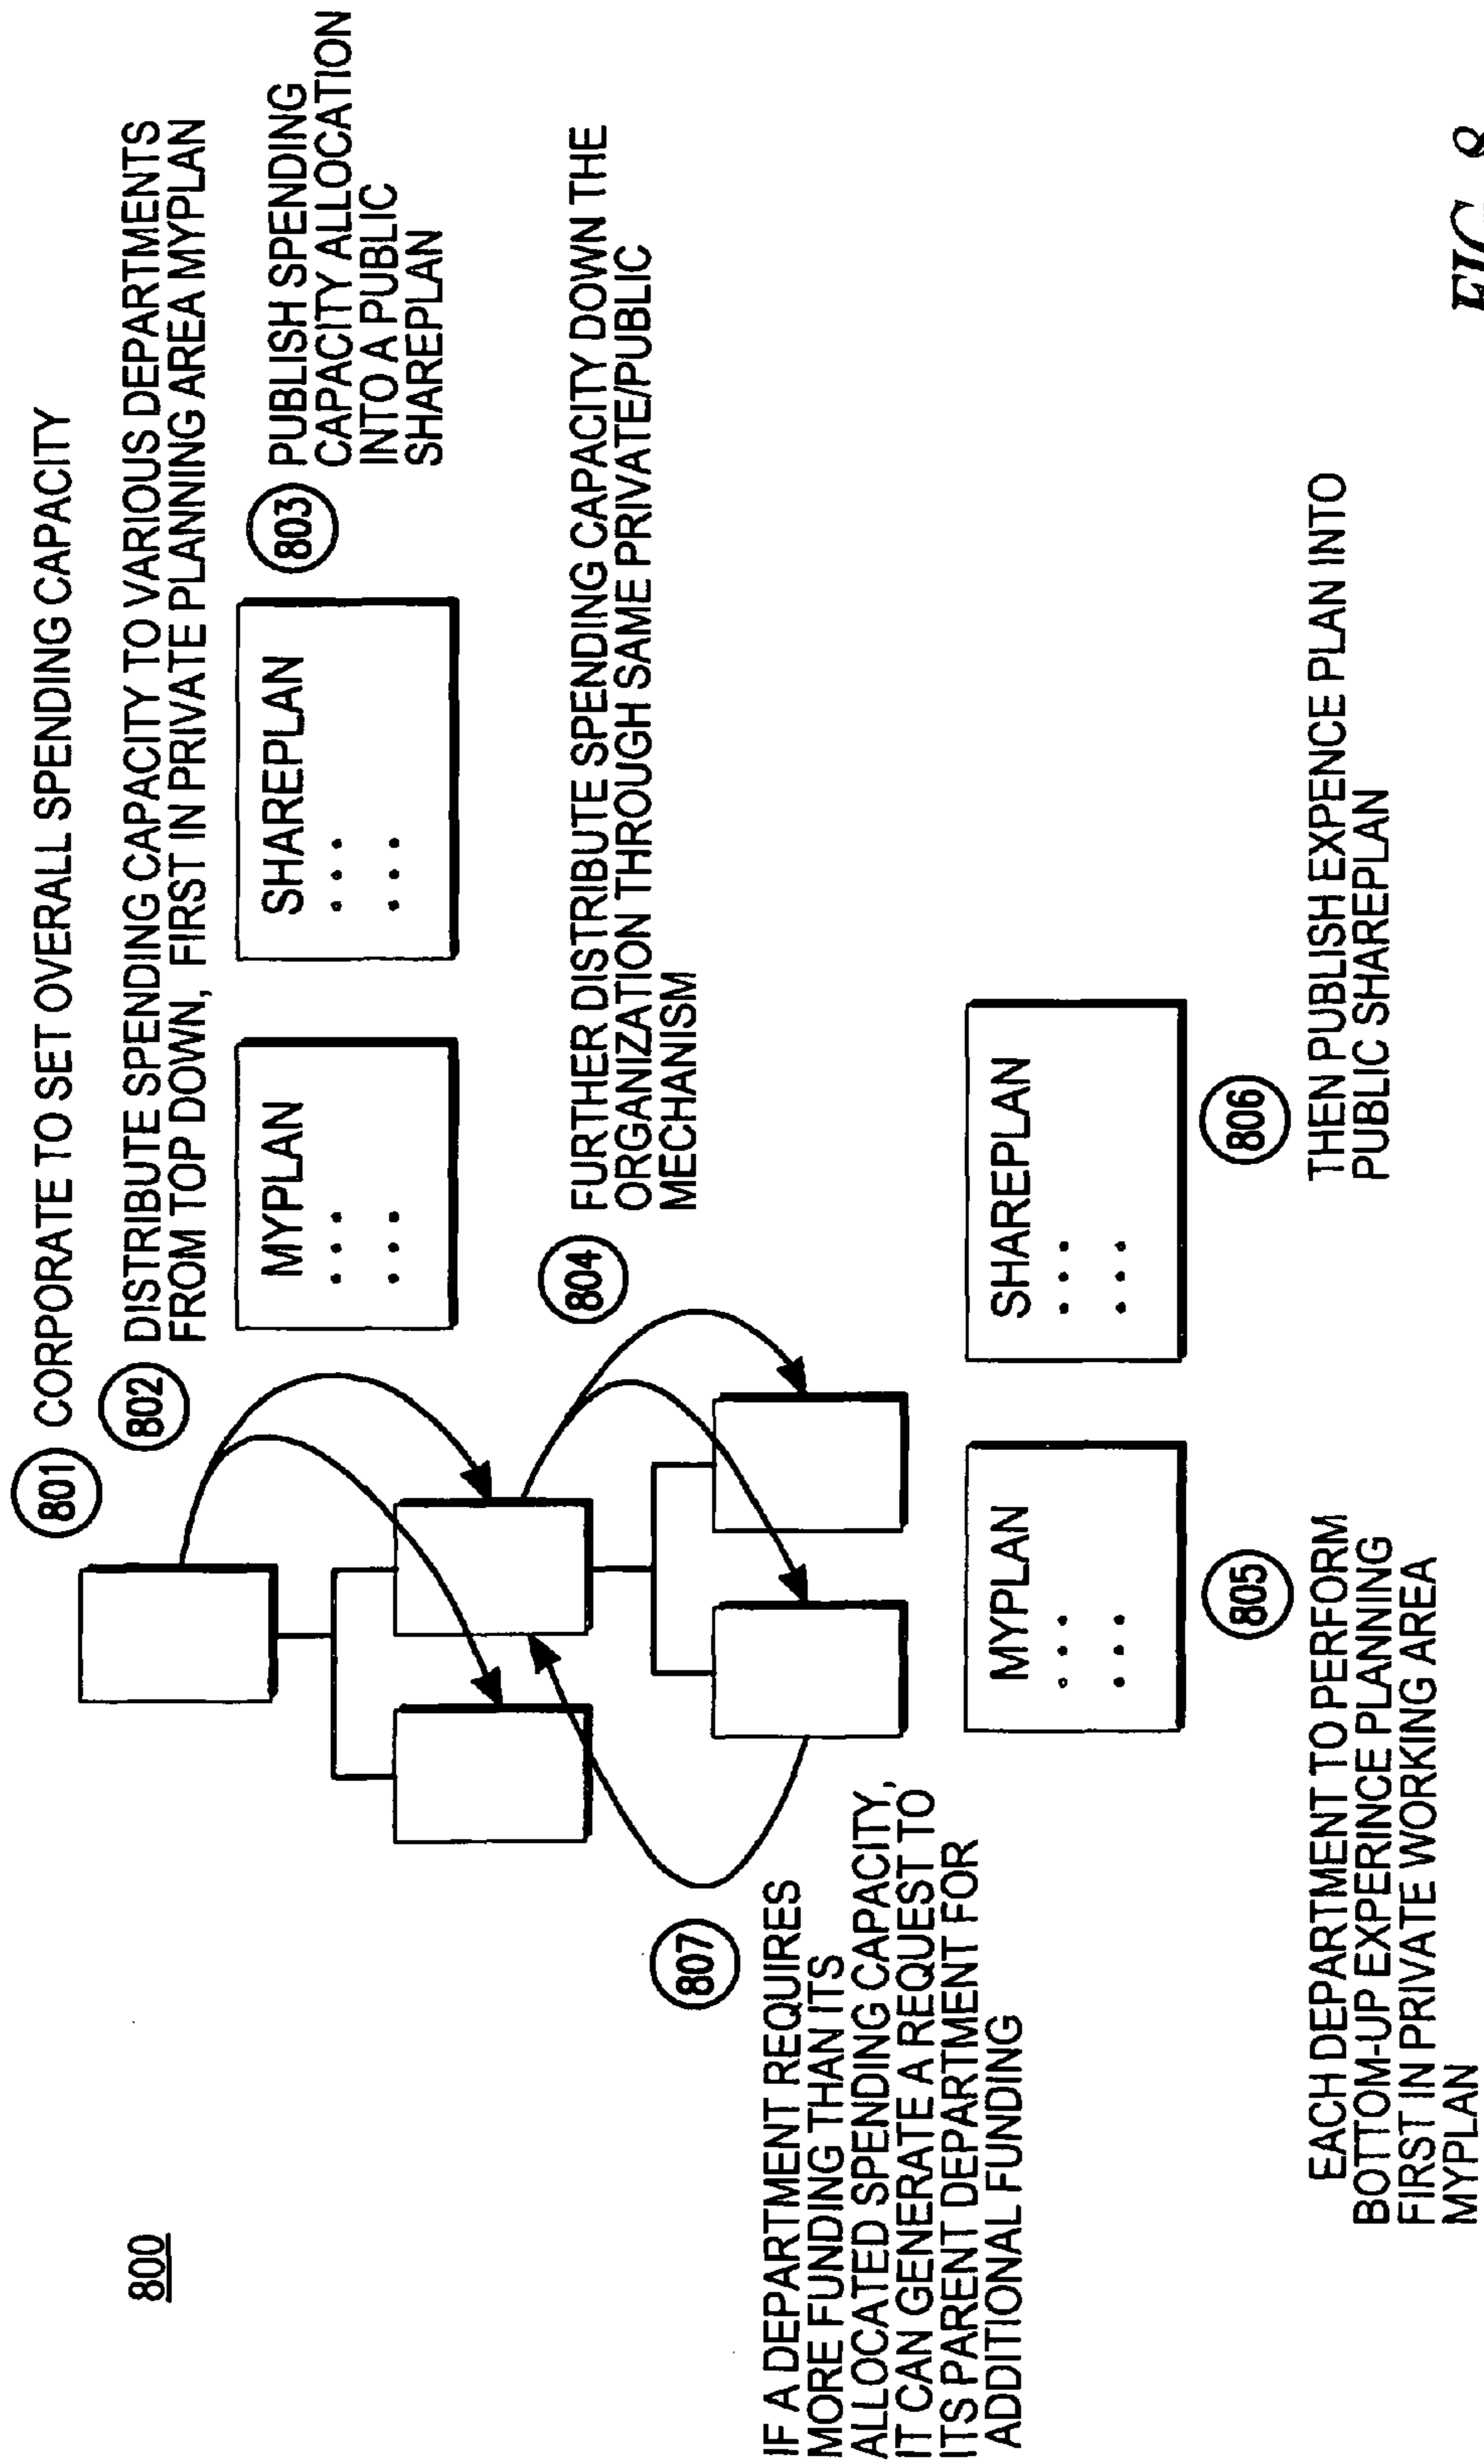 800
801 CORPORATE TO SET OVERALL SPENDING CAPACITY
802 DISTRIBUTE SPENDING CAPACITY TO VARIOUS DEPARTMENTS
FROM TOP DOWN, FIRST IN PRIVATE PLANNING AREA MYPLAN
MYPLAN
SHAREPLAN
803 PUBLISH SPENDING
CAPACITY ALLOCATION
INTO A PUBLIC
SHAREPLAN
804 FURTHER DISTRIBUTE SPENDING CAPACITY DOWN THE
ORGANIZATION THROUGH SAME PRIVATE/PUBLIC
MECHANISM
807
IF A DEPARTMENT REQUIRES
MORE FUNDING THAN ITS
ALLOCATED SPENDING CAPACITY,
IT CAN GENERATE A REQUEST TO
ITS PARENT DEPARTMENT FOR
ADDITIONAL FUNDING
MYPLAN
SHAREPLAN
805
EACH DEPARTMENT TO PERFORM
BOTTOM-UP EXPERINCE PLANNING
FIRST IN PRIVATE WORKING AREA
MYPLAN
806
THEN PUBLISH EXPENCE PLAN INTO
PUBLIC SHAREPLAN
FIG. 8